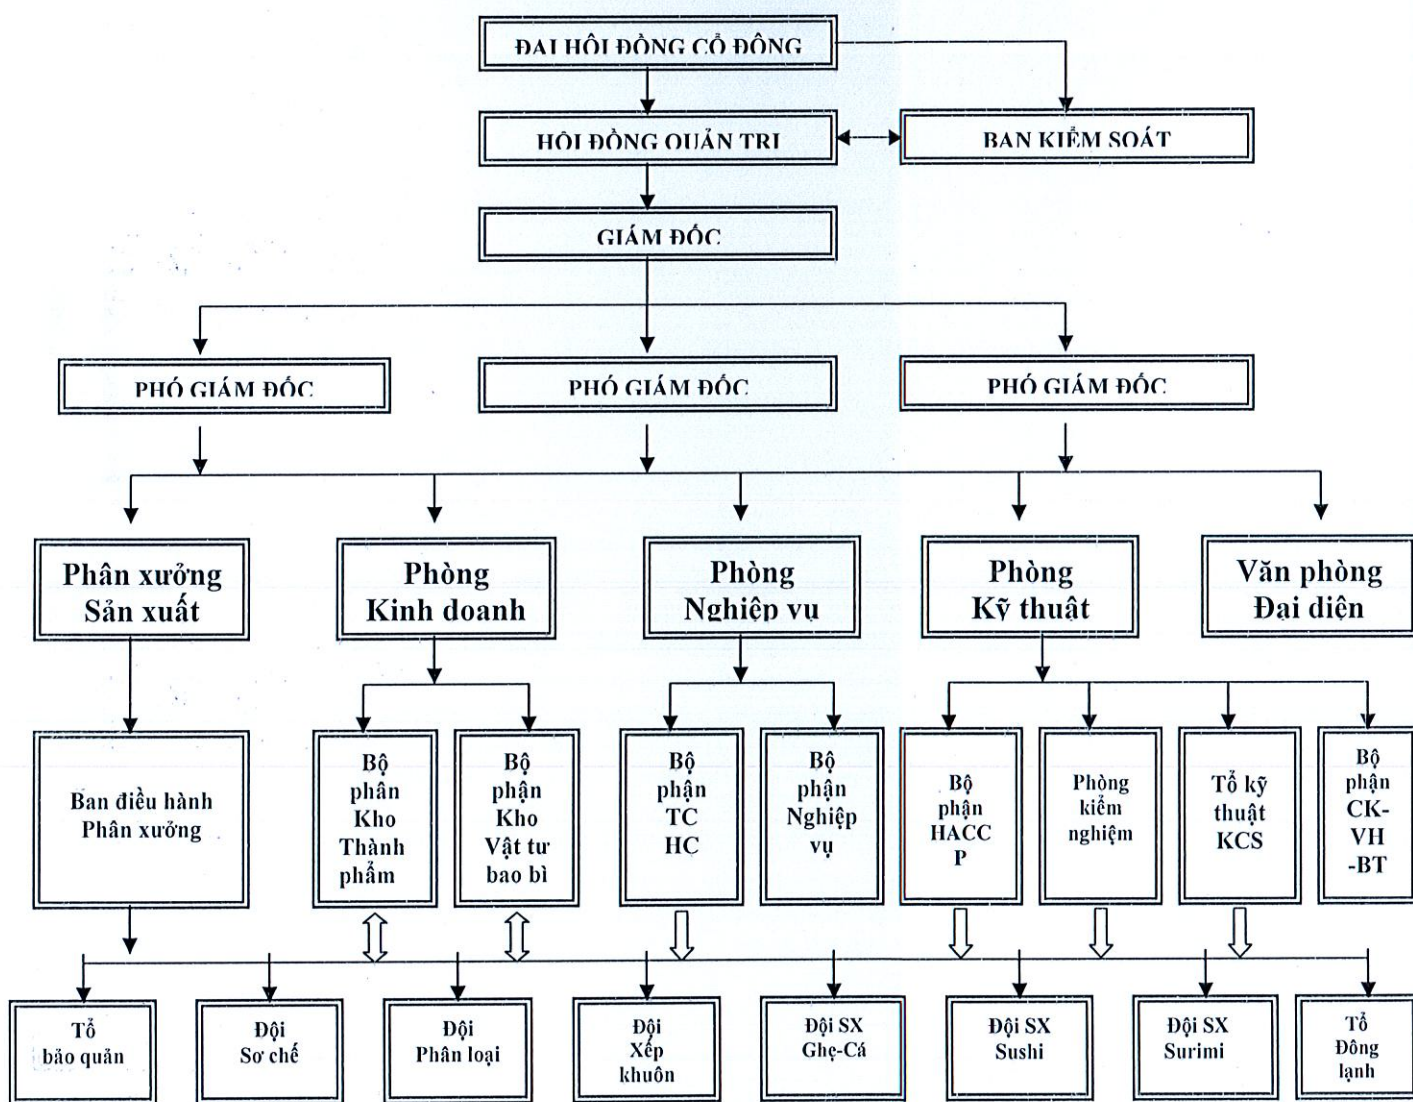 ĐẠI HỘI ĐỒNG CỔ ĐÔNG
HỘI ĐỒNG QUẢN TRỊ
BAN KIỂM SOÁT
GIÁM ĐỐC
PHÓ GIÁM ĐỐC
PHÓ GIÁM ĐỐC
PHÓ GIÁM ĐỐC
Phân xưởng
Sản xuất
Phòng
Kinh doanh
Phòng
Nghiệp vụ
Phòng
Kỹ thuật
Văn phòng
Đại diện
Ban điều hành
Phân xưởng
Bộ
phân
Kho
Thành
phẩm
Bộ
phận
Kho
Vật tư
bao bì
Bộ
phận
TC
HC
Bộ
phận
Nghiệp
vụ
Bộ
phận
HACC
P
Phòng
kiểm
nghiệm
Tổ kỹ
thuật
KCS
Bộ
phận
CK-
VH
-BT
Tổ
bảo quản
Đội
Sơ chế
Đội
Phân loại
Đội
Xếp
khuôn
Đội SX
Ghẹ-Cá
Đội SX
Sushi
Đội SX
Surimi
Tổ
Đông
lạnh